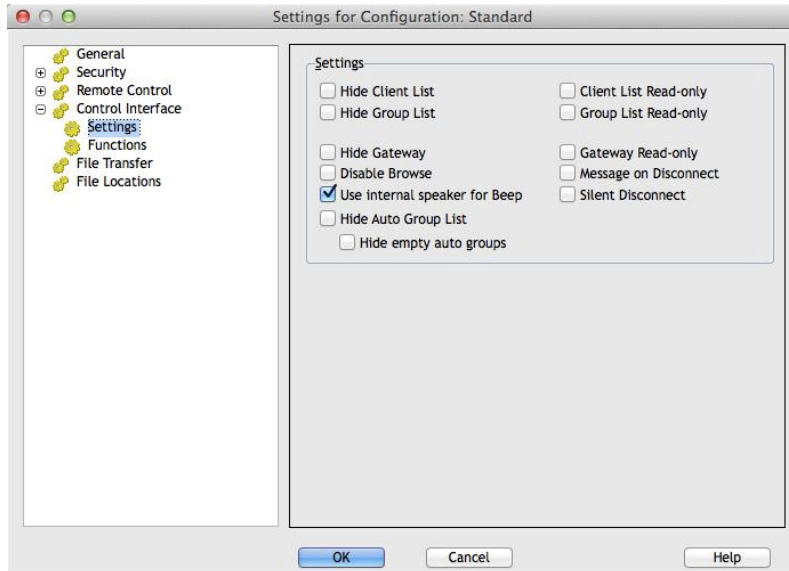 Settings for Configuration: Standard
General
Security
Remote Control
Control Interface
Settings
Functions
File Transfer
File Locations
Settings
Hide Client List
Client List Read-only
Hide Group List
Group List Read-only
Hide Gateway
Gateway Read-only
Disable Browse
Message on Disconnect
Use internal speaker for Beep
Silent Disconnect
Hide Auto Group List
Hide empty auto groups
OK
Cancel
Help